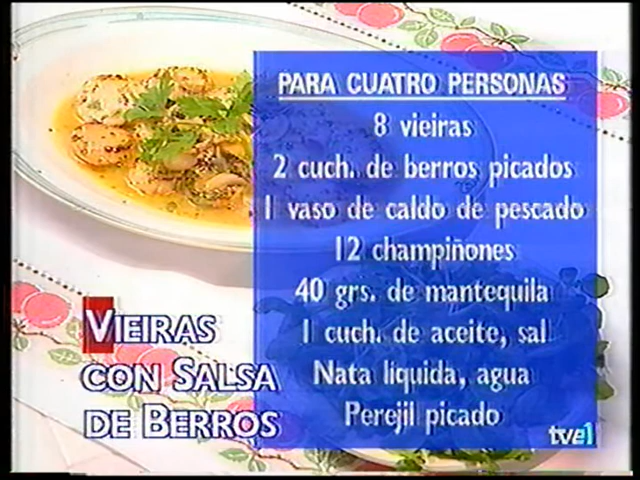 PARA CUATRO PERSONAS
8 vieiras
2 cuch. de berros picados
1 vaso de caldo de pescado
12 champiñones
40 grs. de mantequila
1 cuch. de aceite, sal
Nata líquida, agua
Perejil picado
VIEIRAS
CON SALSA
DE BERROS
tve1